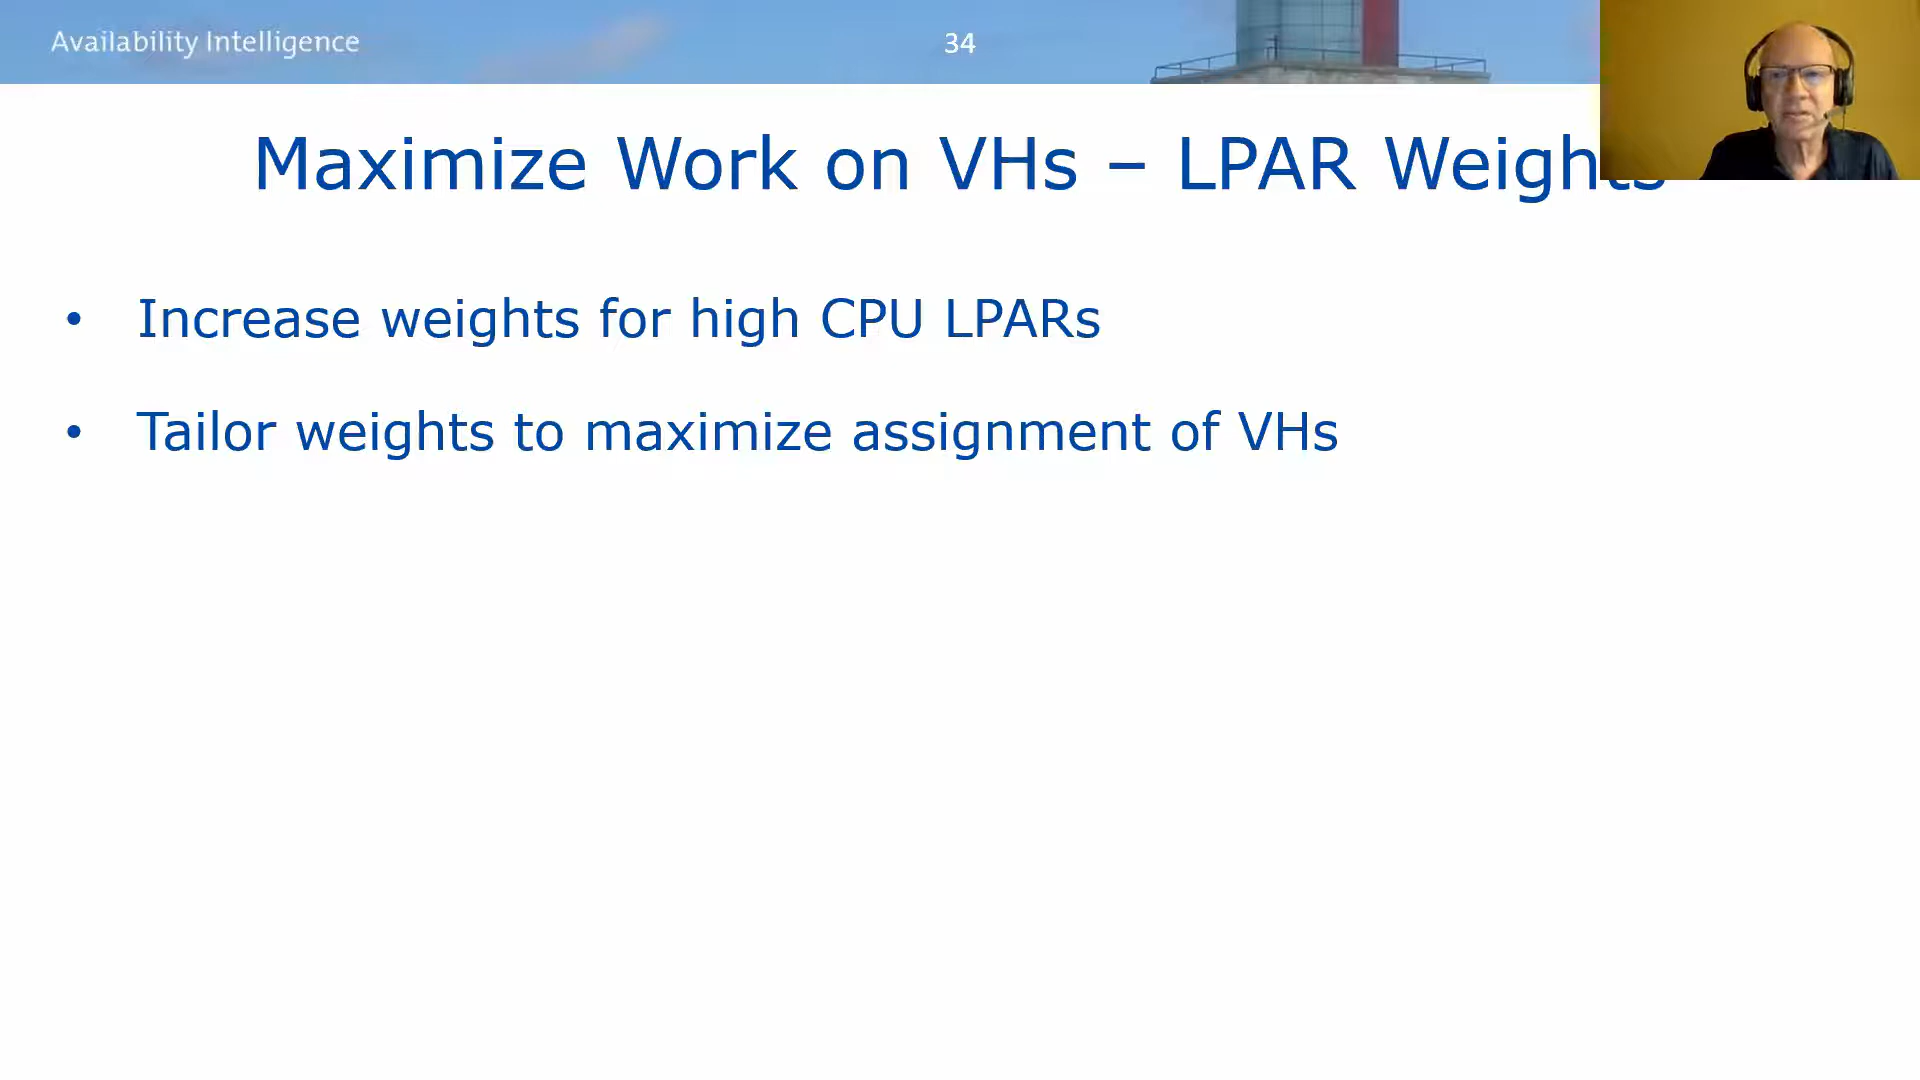 Availability Intelligence
34
Maximize Work on VHs – LPAR Weights
• Increase weights for high CPU LPARs
• Tailor weights to maximize assignment of VHs